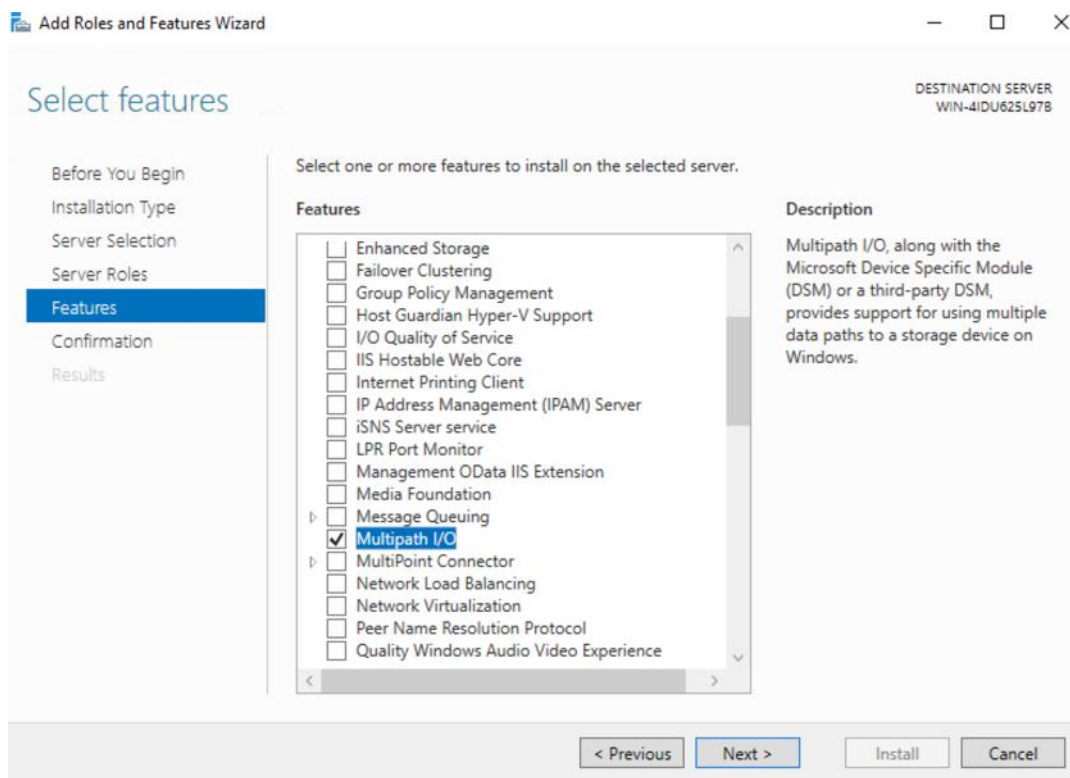 Add Roles and Features Wizard
Select features
DESTINATION SERVER
WIN-4IDU625L97B
Before You Begin
Installation Type
Server Selection
Server Roles
Features
Confirmation
Results
Select one or more features to install on the selected server.
Features
Enhanced Storage
Failover Clustering
Group Policy Management
Host Guardian Hyper-V Support
I/O Quality of Service
IIS Hostable Web Core
Internet Printing Client
IP Address Management (IPAM) Server
iSNS Server service
LPR Port Monitor
Management OData IIS Extension
Media Foundation
Message Queuing
Multipath I/O
MultiPoint Connector
Network Load Balancing
Network Virtualization
Peer Name Resolution Protocol
Quality Windows Audio Video Experience
Description
Multipath I/O, along with the
Microsoft Device Specific Module
(DSM) or a third-party DSM,
provides support for using multiple
data paths to a storage device on
Windows.
< Previous
Next >
Install
Cancel